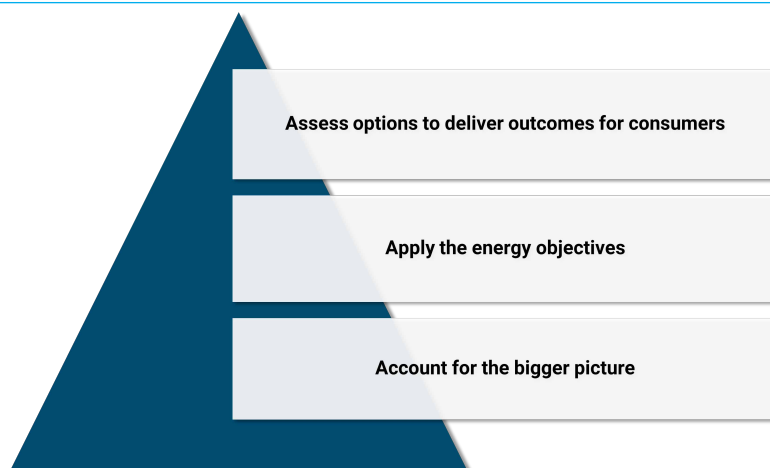 Assess options to deliver outcomes for consumers
Apply the energy objectives
Account for the bigger picture